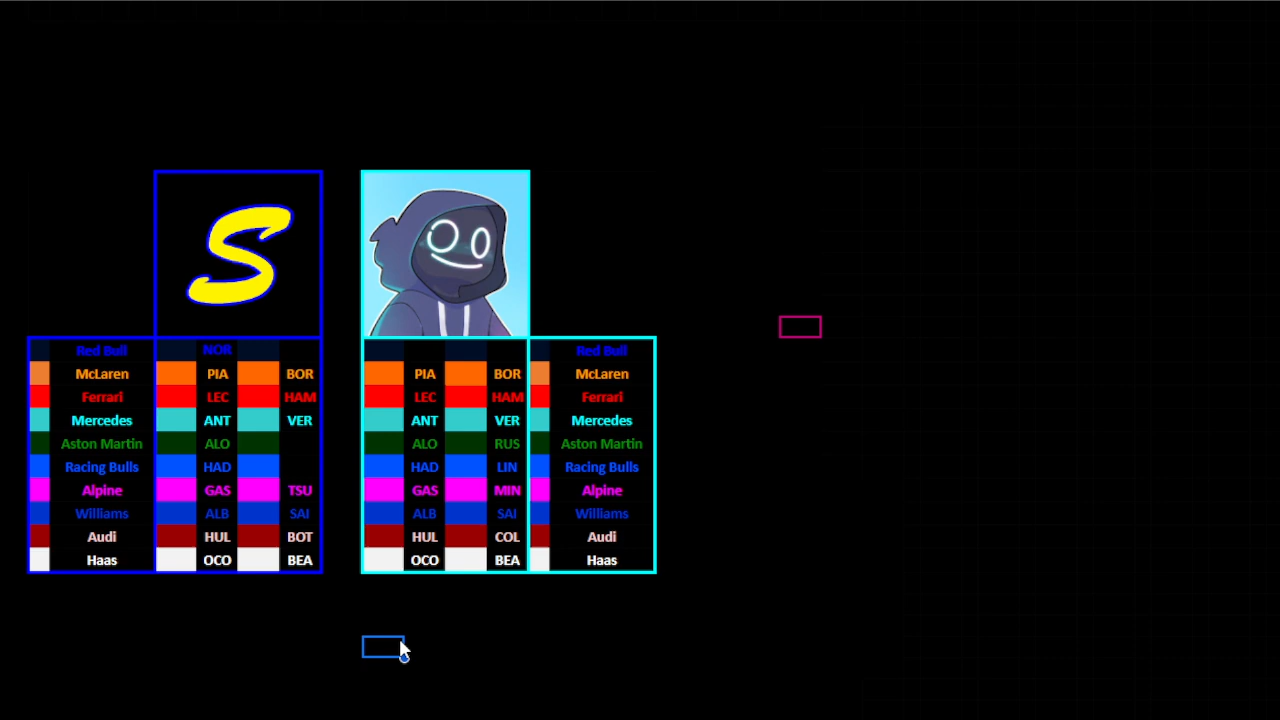 S
Red Bull NOR Red Bull
McLaren PIA BOR PIA BOR McLaren
Ferrari LEC HAM LEC HAM Ferrari
Mercedes ANT VER ANT VER Mercedes
Aston Martin ALO ALO RUS Aston Martin
Racing Bulls HAD HAD LIN Racing Bulls
Alpine GAS TSU GAS MIN Alpine
Williams ALB SAI ALB SAI Williams
Audi HUL BOT HUL COL Audi
Haas OCO BEA OCO BEA Haas